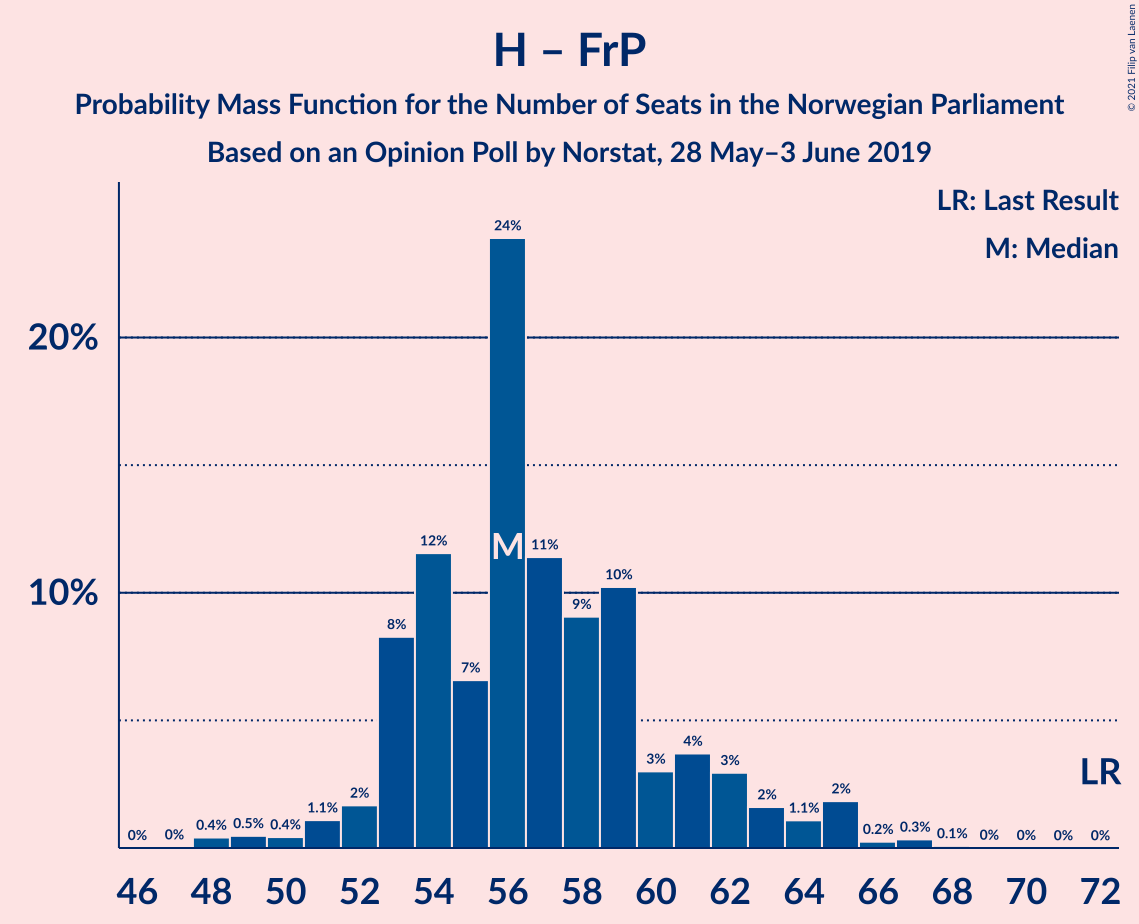 H – FrP
Probability Mass Function for the Number of Seats in the Norwegian Parliament
Based on an Opinion Poll by Norstat, 28 May–3 June 2019
© 2021 Filip van Laenen
LR: Last Result
M: Median
20%
10%
0% 0% 0.4% 0.5% 0.4% 1.1% 2% 8% 12% 7% 24% 11% 9% 10% 3% 4% 3% 2% 1.1% 2% 0.2% 0.3% 0.1% 0% 0% 0% 0%
M
LR
46 48 50 52 54 56 58 60 62 64 66 68 70 72